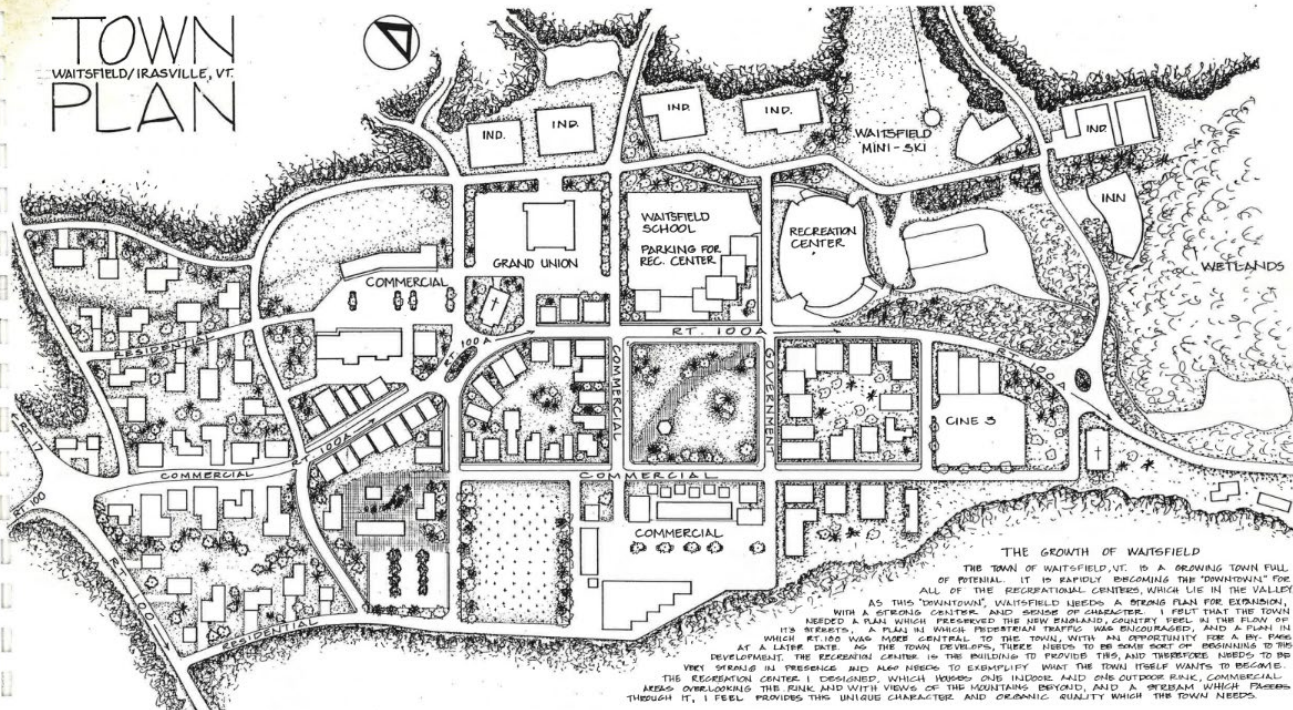 TOWN
WAITSFIELD/IRASVILLE, VT.
PLAN
IND.
IND.
IND.
IND.
WAITSFIELD
MINI-SKI
IND.
INN
WETLANDS
WAITSFIELD
SCHOOL
PARKING FOR
REC. CENTER
RECREATION
CENTER
GRAND UNION
COMMERCIAL
RT. 100A
RT. 100A
RT. 100A
RESIDENTIAL
COMMERCIAL
GOVERNMENT
CINE 3
RT. 17
COMMERCIAL
RT. 100A
COMMERCIAL
RT 100
COMMERCIAL
RT. 100
RESIDENTIAL
THE GROWTH OF WAITSFIELD
THE TOWN OF WAITSFIELD, VT. IS A GROWING TOWN FULL
OF POTENIAL. IT IS RAPIDLY BECOMING THE "DOWNTOWN" FOR
ALL OF THE RECREATIONAL CENTERS, WHICH LIE IN THE VALLEY
AS THIS "DOWNTOWN", WAITSFIELD NEEDS A STRONG PLAN FOR EXPANSION,
WITH A STRONG CENTER AND SENSE OF CHARACTER. I FELT THAT THE TOWN
NEEDED A PLAN WHICH PRESERVED THE NEW ENGLAND, COUNTRY FEEL IN THE FLOW OF
IT'S STREETS, A PLAN IN WHICH PEDESTRIAN TRAFFIC WAS ENCOURAGED, AND A PLAN IN
WHICH RT. 100 WAS MORE CENTRAL TO THE TOWN, WITH AN OPPORTUNITY FOR A BY-PASS
AT A LATER DATE. AS THE TOWN DEVELOPS, THERE NEEDS TO BE SOME SORT OF BEGINNING TO THE
DEVELOPMENT. THE RECREATION CENTER IS THE BUILDING TO PROVIDE THIS, AND THEREFORE NEEDS TO BE
VERY STRONG IN PRESENCE AND ALSO NEEDS TO EXEMPLIFY WHAT THE TOWN ITSELF WANTS TO BECOME.
THE RECREATION CENTER I DESIGNED, WHICH HOUSES ONE INDOOR AND ONE OUTDOOR RINK, COMMERCIAL
AREAS OVERLOOKING THE RINK AND WITH VIEWS OF THE MOUNTAINS BEYOND, AND A STREAM WHICH PASSES
THROUGH IT, I FEEL PROVIDES THIS UNIQUE CHARACTER AND ORGANIC QUALITY WHICH THE TOWN NEEDS.